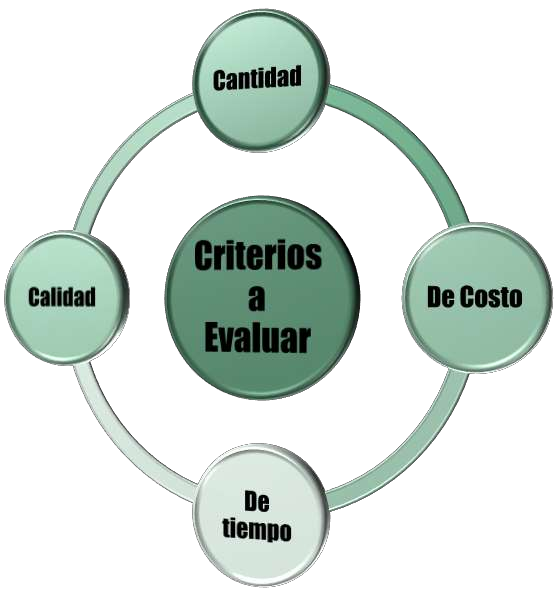 Cantidad
Criterios
a
Evaluar
Calidad
De Costo
De
tiempo